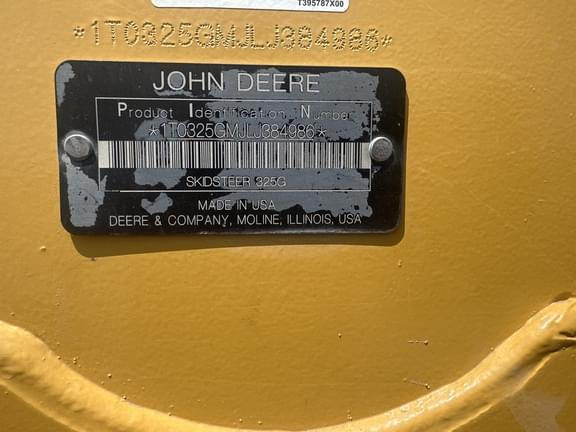 T395787X00
*1T0325GMJLJ384986*
JOHN DEERE
Product Identification Number
*1T0325GMJLJ384986*
SKIDSTEER 325G
MADE IN USA
DEERE & COMPANY, MOLINE, ILLINOIS, USA